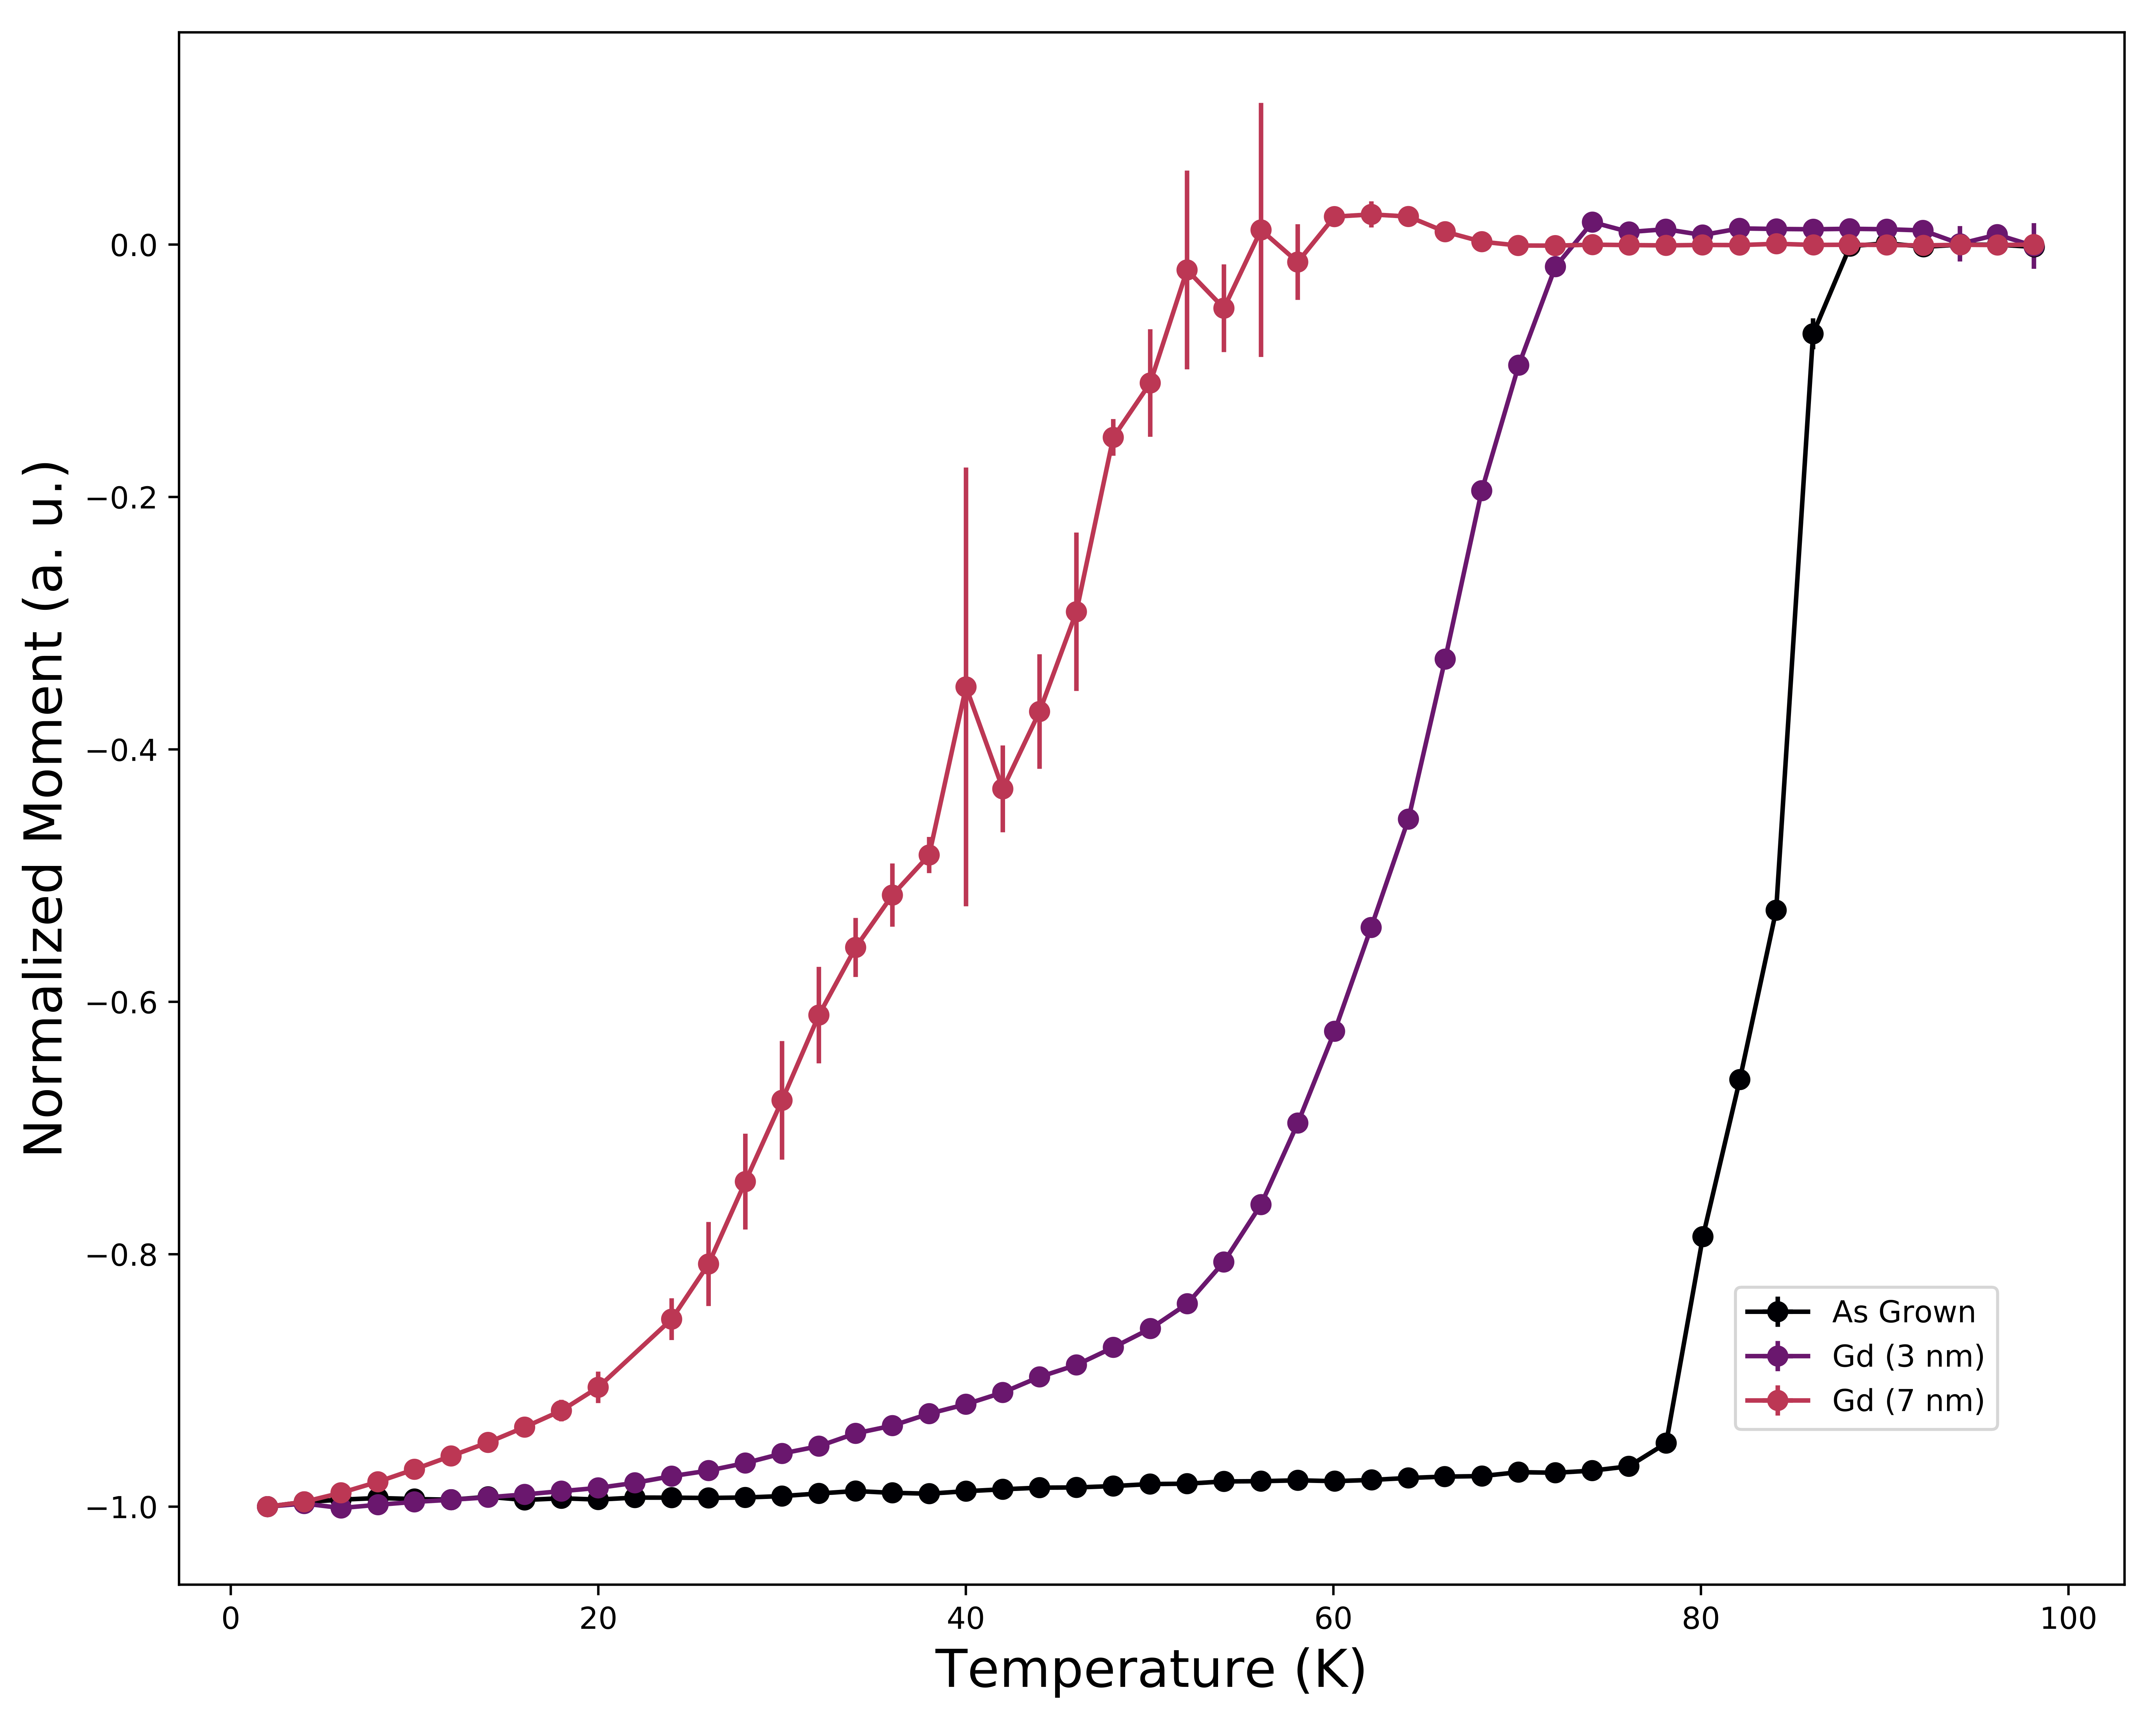 0.0
−0.2
−0.4
−0.6
−0.8
−1.0
Normalized Moment (a. u.)
As Grown
Gd (3 nm)
Gd (7 nm)
0 20 40 60 80 100
Temperature (K)